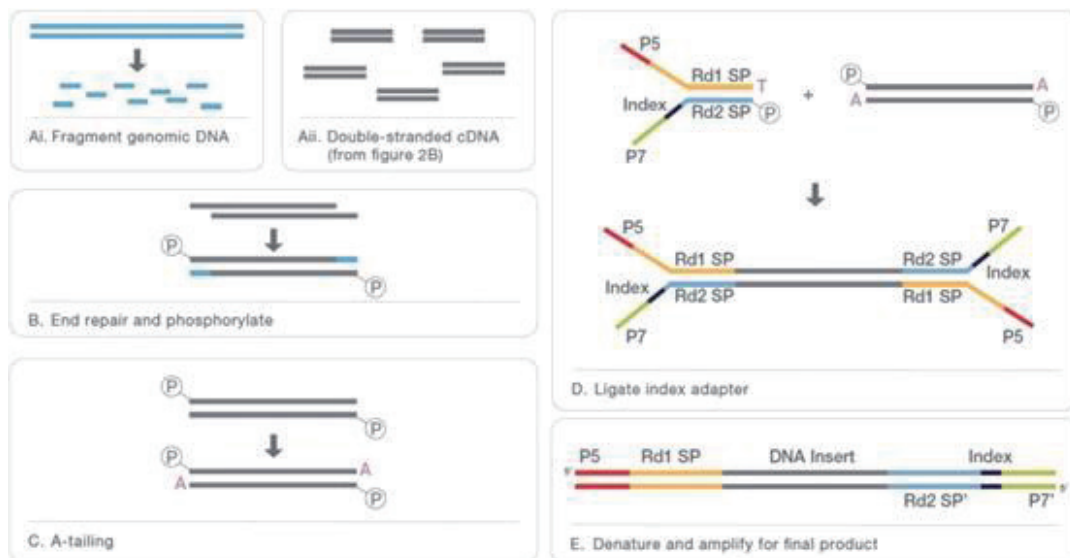 Ai. Fragment genomic DNA
Aii. Double-stranded cDNA
(from figure 2B)
P
P
B. End repair and phosphorylate
P
P
P
A
A
P
C. A-tailing
P5
Rd1 SP
T
Index
Rd2 SP
P
P7
+
P
A
A
P
P5
P7
Rd1 SP
Rd2 SP
Index
Index
Rd2 SP
Rd1 SP
P7
P5
D. Ligate index adapter
P5 Rd1 SP DNA Insert Index
5'
5'
Rd2 SP' P7'
E. Denature and amplify for final product